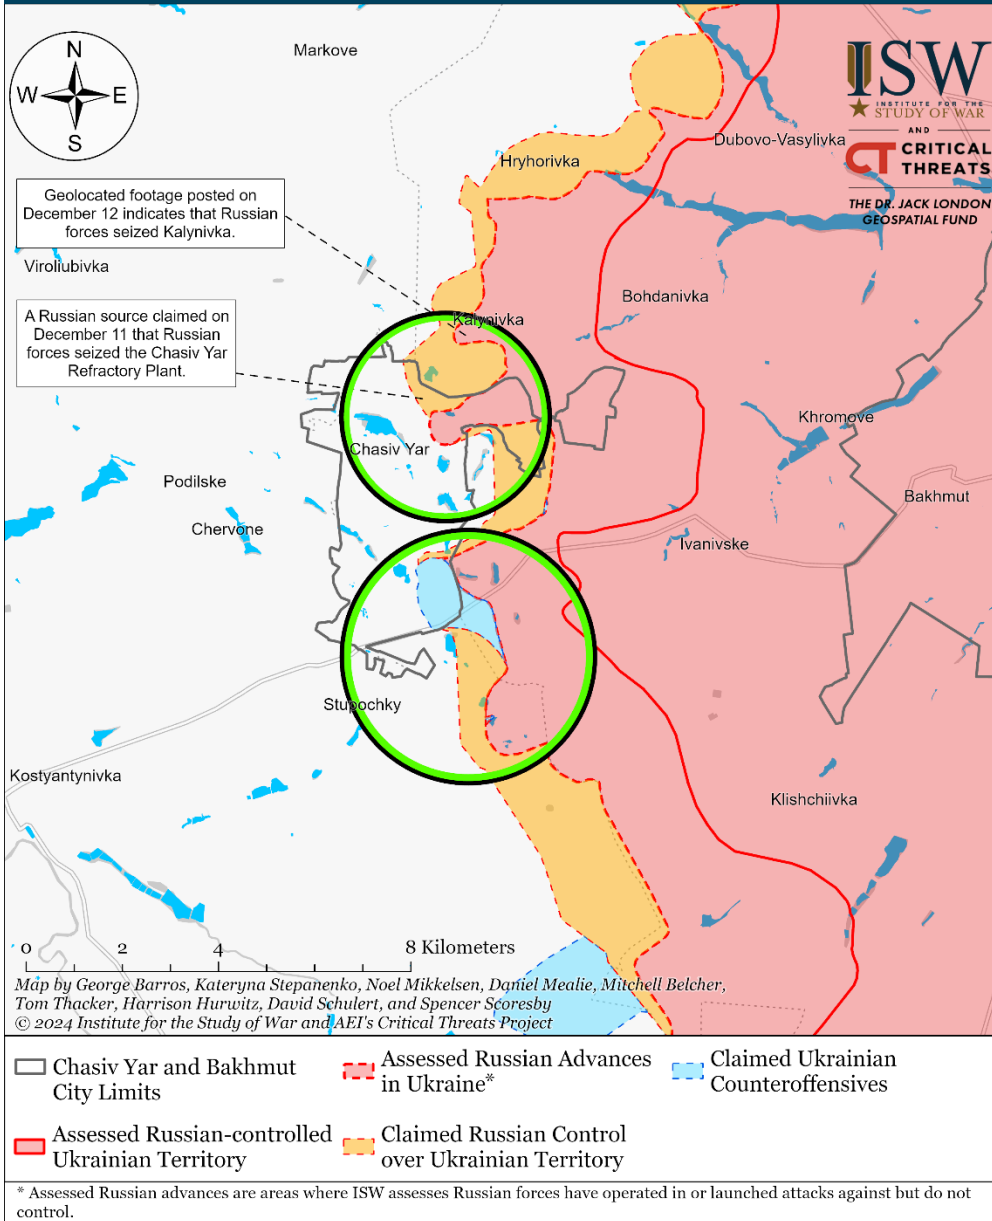 N
W
E
S
Markove
ISW
INSTITUTE FOR THE
STUDY OF WAR
AND
CT CRITICAL
THREATS
THE DR. JACK LONDON
GEOSPATIAL FUND
Dubovo-Vasylivka
Hryhorivka
Geolocated footage posted on
December 12 indicates that Russian
forces seized Kalynivka.
Viroliubivka
Bohdanivka
A Russian source claimed on
December 11 that Russian
forces seized the Chasiv Yar
Refractory Plant.
Kalynivka
Khromove
Chasiv Yar
Podilske
Bakhmut
Chervone
Ivanivske
Stupochky
Kostyantynivka
Klishchiivka
0 2 4 8 Kilometers
Map by George Barros, Kateryna Stepanenko, Noel Mikkelsen, Daniel Mealie, Mitchell Belcher,
Tom Thacker, Harrison Hurwitz, David Schulert, and Spencer Scoresby
© 2024 Institute for the Study of War and AEI's Critical Threats Project
Chasiv Yar and Bakhmut
City Limits
Assessed Russian Advances
in Ukraine*
Claimed Ukrainian
Counteroffensives
Assessed Russian-controlled
Ukrainian Territory
Claimed Russian Control
over Ukrainian Territory
* Assessed Russian advances are areas where ISW assesses Russian forces have operated in or launched attacks against but do not
control.